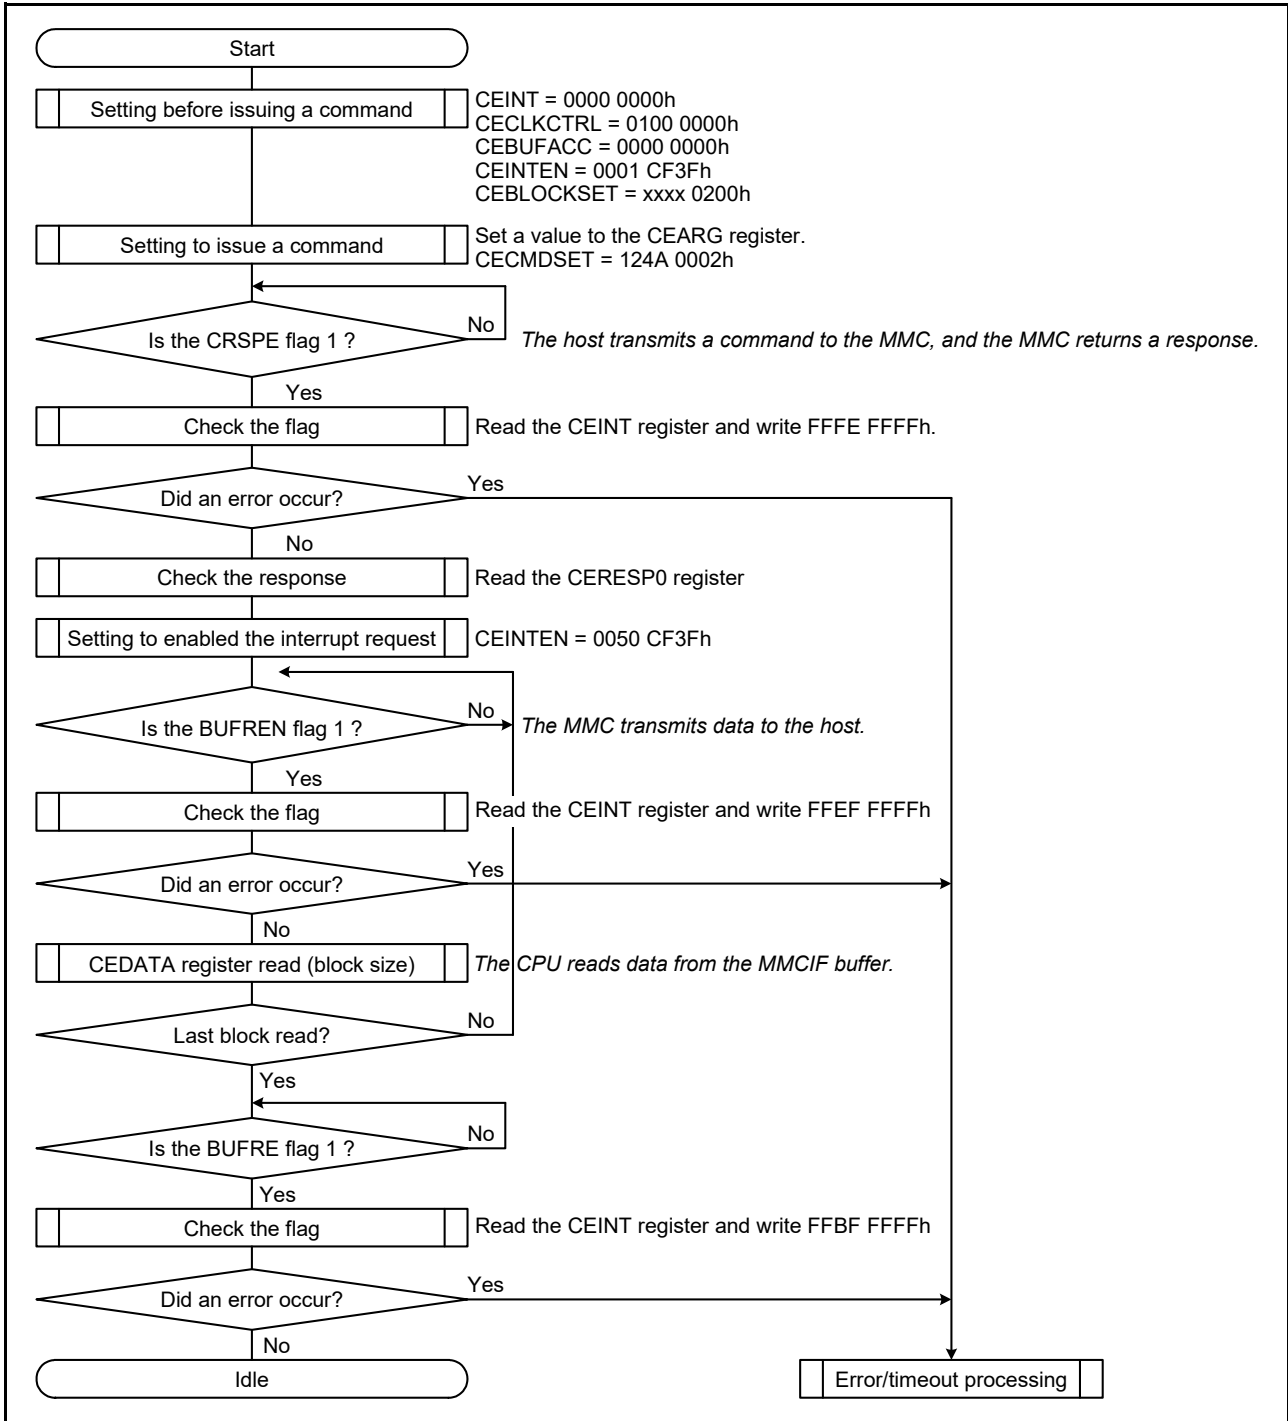 Start
Setting before issuing a command
CEINT = 0000 0000h
CECLKCTRL = 0100 0000h
CEBUFACC = 0000 0000h
CEINTEN = 0001 CF3Fh
CEBLOCKSET = xxxx 0200h
Setting to issue a command
Set a value to the CEARG register.
CECMDSET = 124A 0002h
Is the CRSPE flag 1 ?
No
The host transmits a command to the MMC, and the MMC returns a response.
Yes
Check the flag
Read the CEINT register and write FFFE FFFFh.
Did an error occur?
Yes
No
Check the response
Read the CERESP0 register
Setting to enabled the interrupt request
CEINTEN = 0050 CF3Fh
Is the BUFREN flag 1 ?
No
The MMC transmits data to the host.
Yes
Check the flag
Read the CEINT register and write FFEF FFFFh
Did an error occur?
Yes
No
CEDATA register read (block size)
The CPU reads data from the MMCIF buffer.
Last block read?
No
Yes
Is the BUFRE flag 1 ?
No
Yes
Check the flag
Read the CEINT register and write FFBF FFFFh
Did an error occur?
Yes
No
Idle
Error/timeout processing